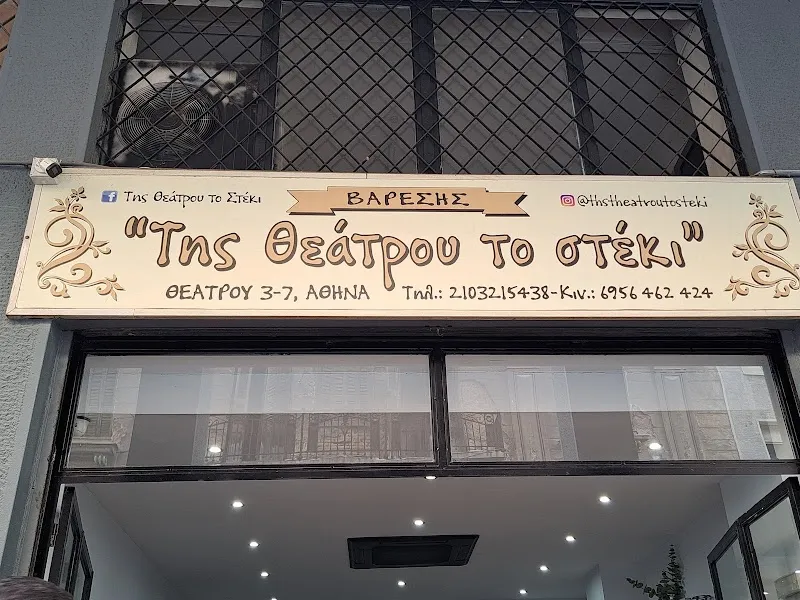 Της Θεάτρου το Στέκι
ΒΑΡΕΣΗΣ
@thstheatroutosteki
"Της Θεάτρου το στέκι"
ΘΕΑΤΡΟΥ 3-7, ΑΘΗΝΑ Τηλ.: 2103215438-Κιν.: 6956 462 424